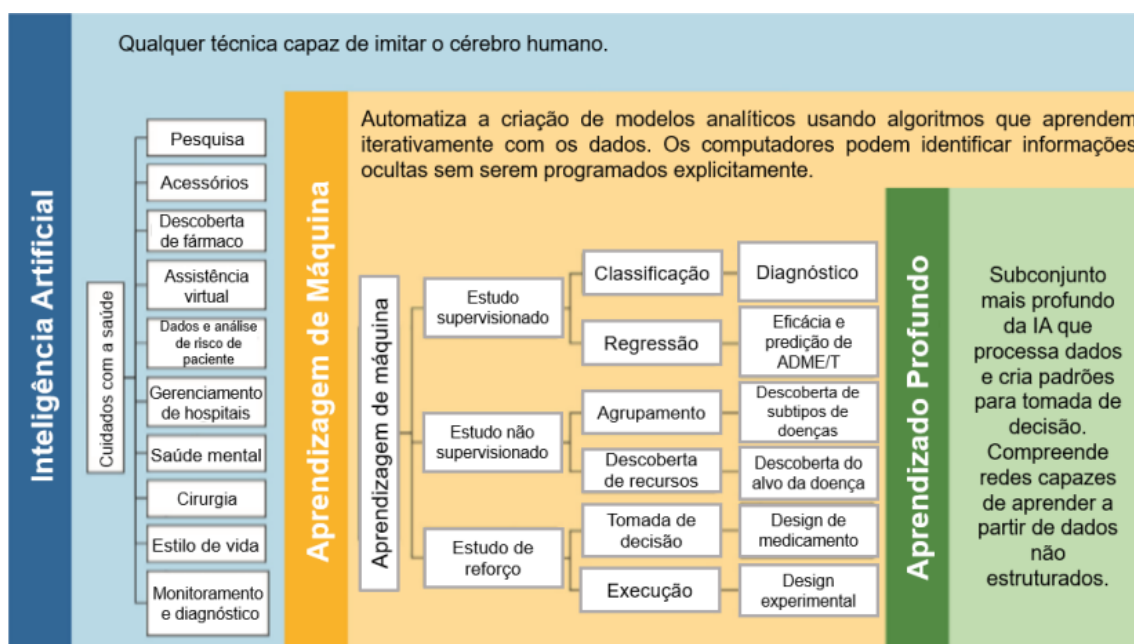 Inteligência Artificial
Qualquer técnica capaz de imitar o cérebro humano.
Cuidados com a saúde
Pesquisa
Acessórios
Descoberta
de fármaco
Assistência
virtual
Dados e análise
de risco de
paciente
Gerenciamento
de hospitais
Saúde mental
Cirurgia
Estilo de vida
Monitoramento
e diagnóstico
Aprendizagem de Máquina
Automatiza a criação de modelos analíticos usando algoritmos que aprendem
iterativamente com os dados. Os computadores podem identificar informações
ocultas sem serem programados explicitamente.
Aprendizagem de máquina
Estudo
supervisionado
Classificação
Diagnóstico
Regressão
Eficácia e
predição de
ADME/T
Estudo não
supervisionado
Agrupamento
Descoberta de
subtipos de
doenças
Descoberta
de recursos
Descoberta do
alvo da doença
Estudo de
reforço
Tomada de
decisão
Design de
medicamento
Execução
Design
experimental
Aprendizado Profundo
Subconjunto
mais profundo
da IA que
processa dados
e cria padrões
para tomada de
decisão.
Compreende
redes capazes
de aprender a
partir de dados
não
estruturados.